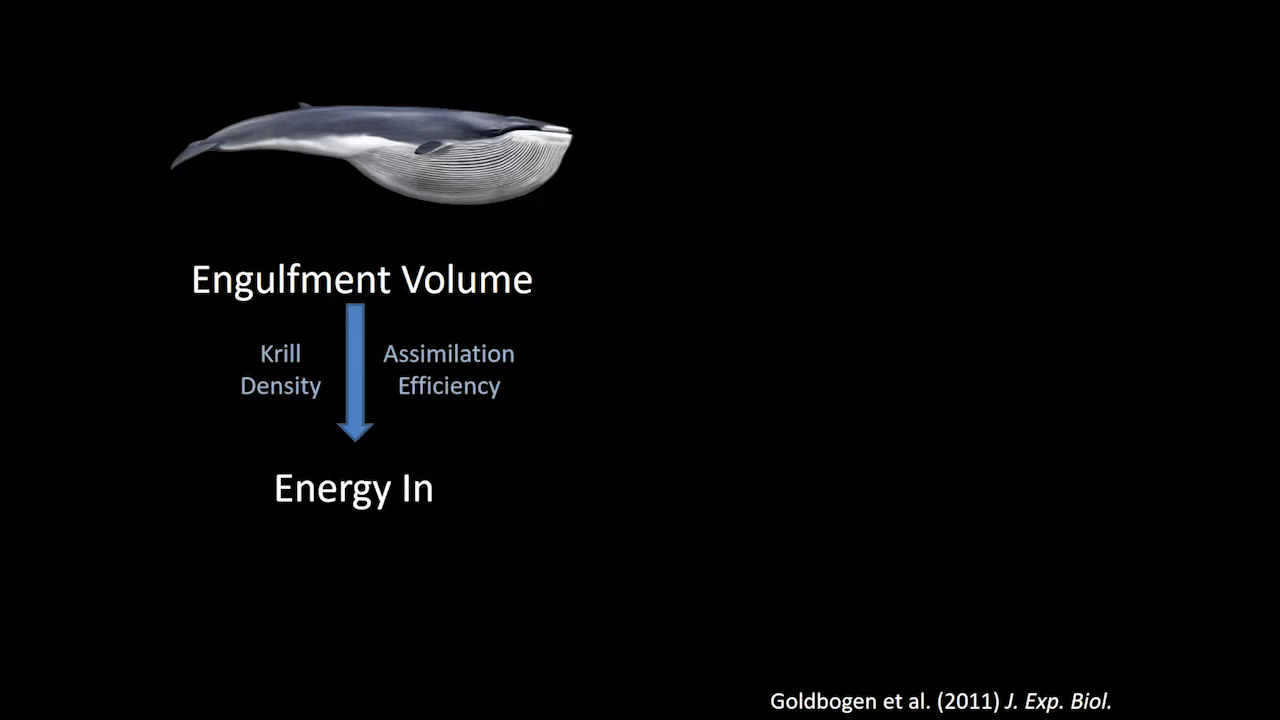 Engulfment Volume
Krill
Density
Assimilation
Efficiency
Energy In
Goldbogen et al. (2011) J. Exp. Biol.